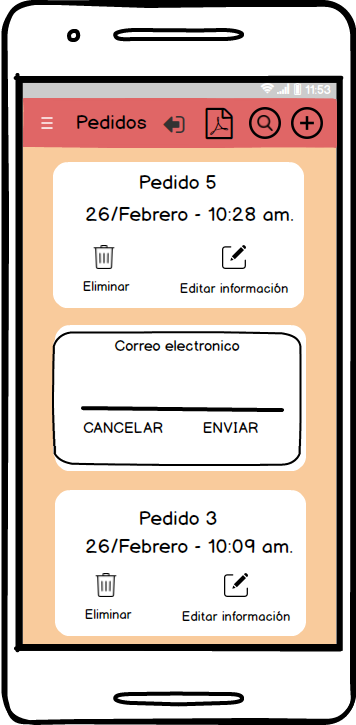 11:53
Pedidos
Pedido 5
26/Febrero - 10:28 am.
Eliminar Editar información
Correo electronico
CANCELAR ENVIAR
Pedido 3
26/Febrero - 10:09 am.
Eliminar Editar información